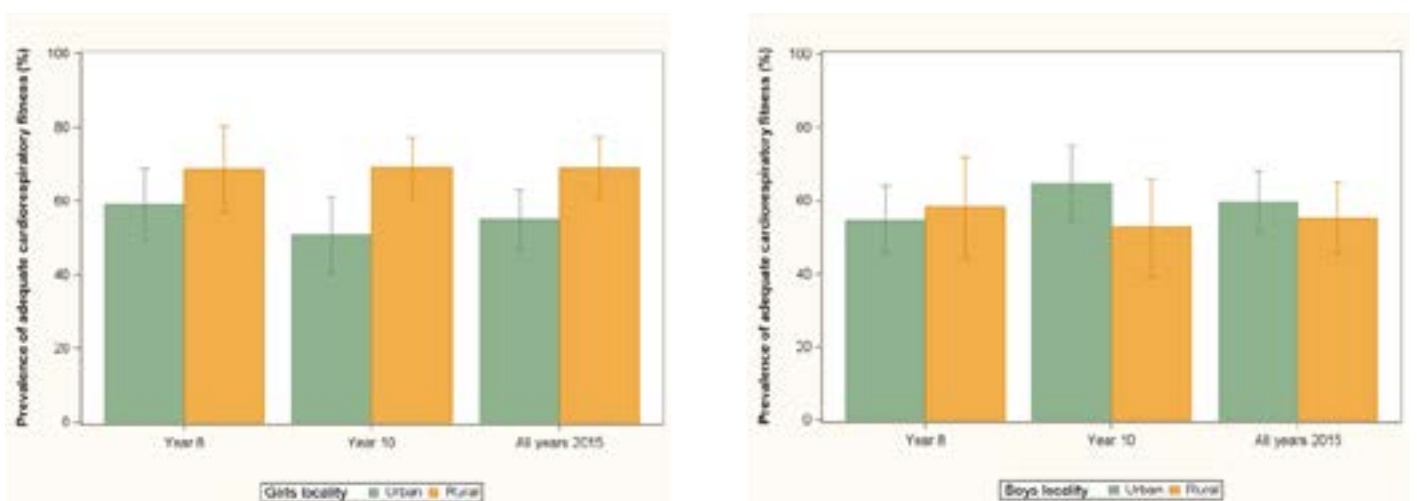 Prevalence of adequate cardiorespiratory fitness (%)
100
80
60
40
20
0
Year 8
Year 10
All years 2015
Girls locality Urban Rural
Prevalence of adequate cardiorespiratory fitness (%)
100
80
60
40
20
0
Year 8
Year 10
All years 2015
Boys locality Urban Rural